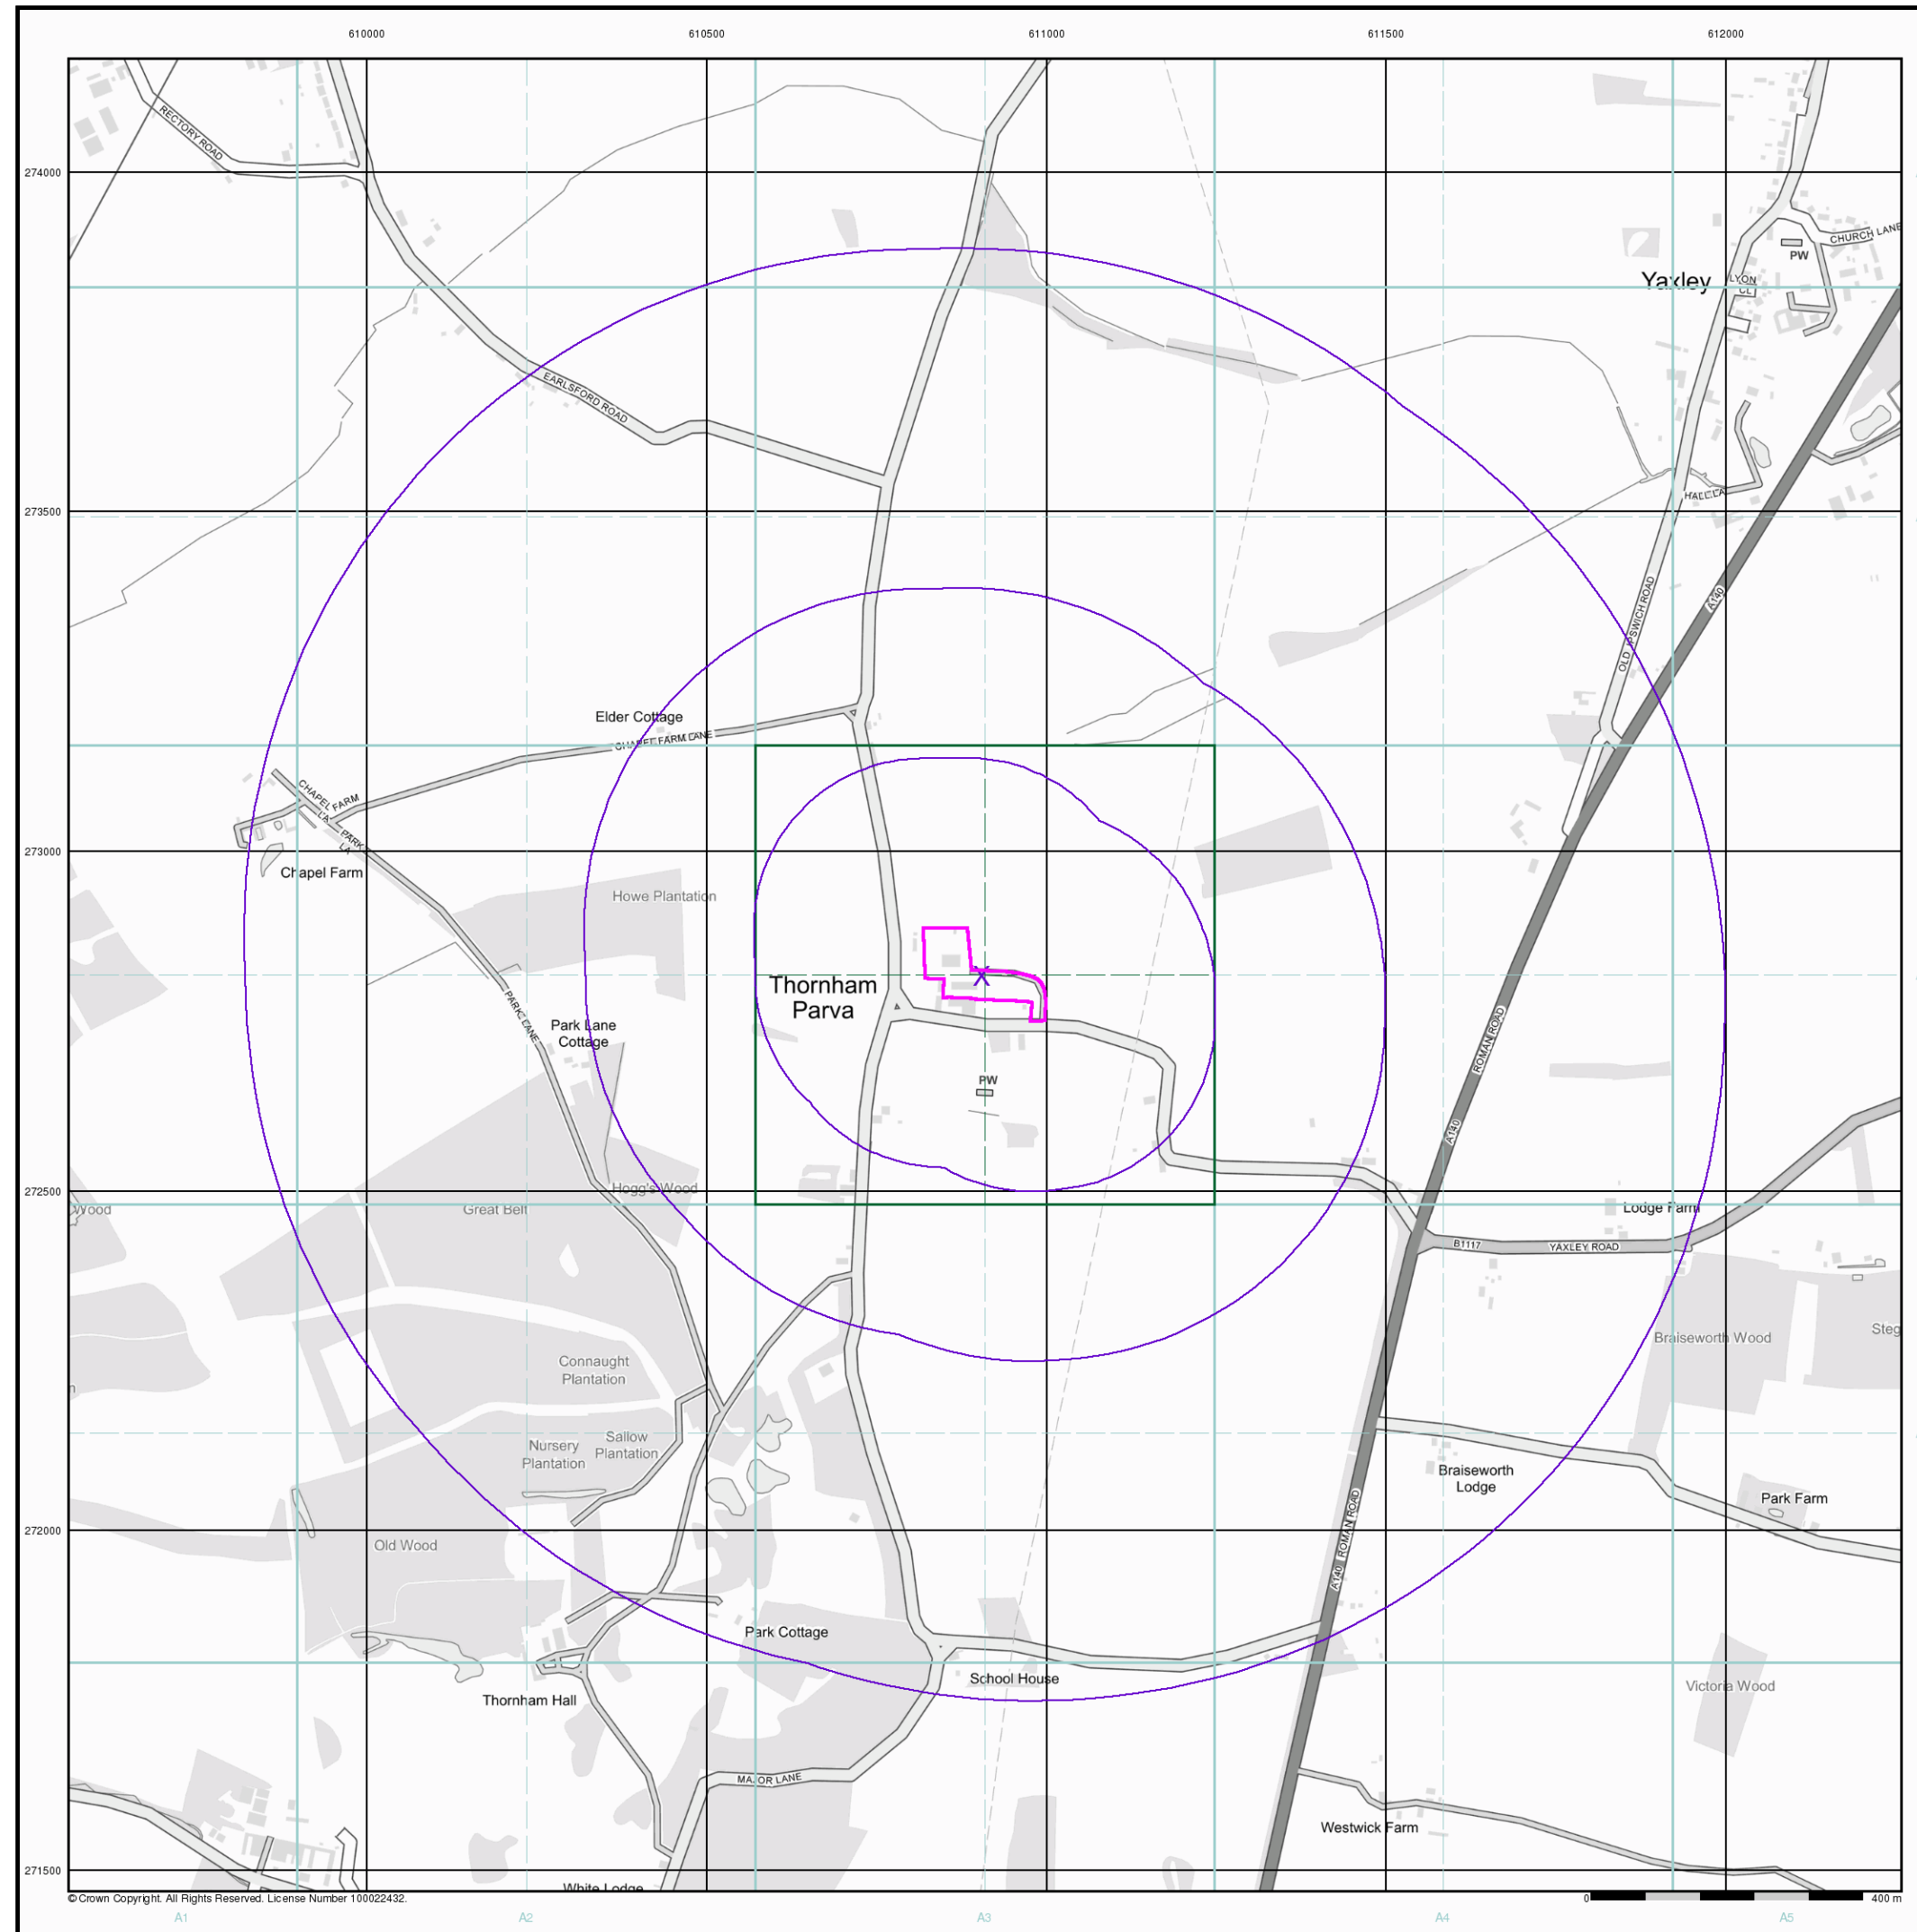 610000
610500
611000
611500
612000
274000
273500
273000
272500
272000
271500
RECTORY ROAD
CHURCH LANE
PW
Yaxley
LYON
CL
EARLSFORD ROAD
HALL LA
OLD IPSWICH ROAD
A140
Elder Cottage
CHAPEL FARM LANE
CHAPEL FARM
LA
PARK
LA
Chapel Farm
Howe Plantation
Thornham
Parva
PARK LANE
Park Lane
Cottage
PW
ROMAN ROAD
A140
Hogg's Wood
Great Belt
Wood
Lodge Farm
B1117
YAXLEY ROAD
Braiseworth Wood
Steg
Connaught
Plantation
Sallow
Plantation
Nursery
Plantation
Braiseworth
Lodge
Park Farm
A140
ROMAN ROAD
Old Wood
Park Cottage
School House
Thornham Hall
Victoria Wood
MAJOR LANE
Westwick Farm
White Lodge
© Crown Copyright. All Rights Reserved. License Number 100022432.
0
400 m
A1
A2
A3
A4
A5